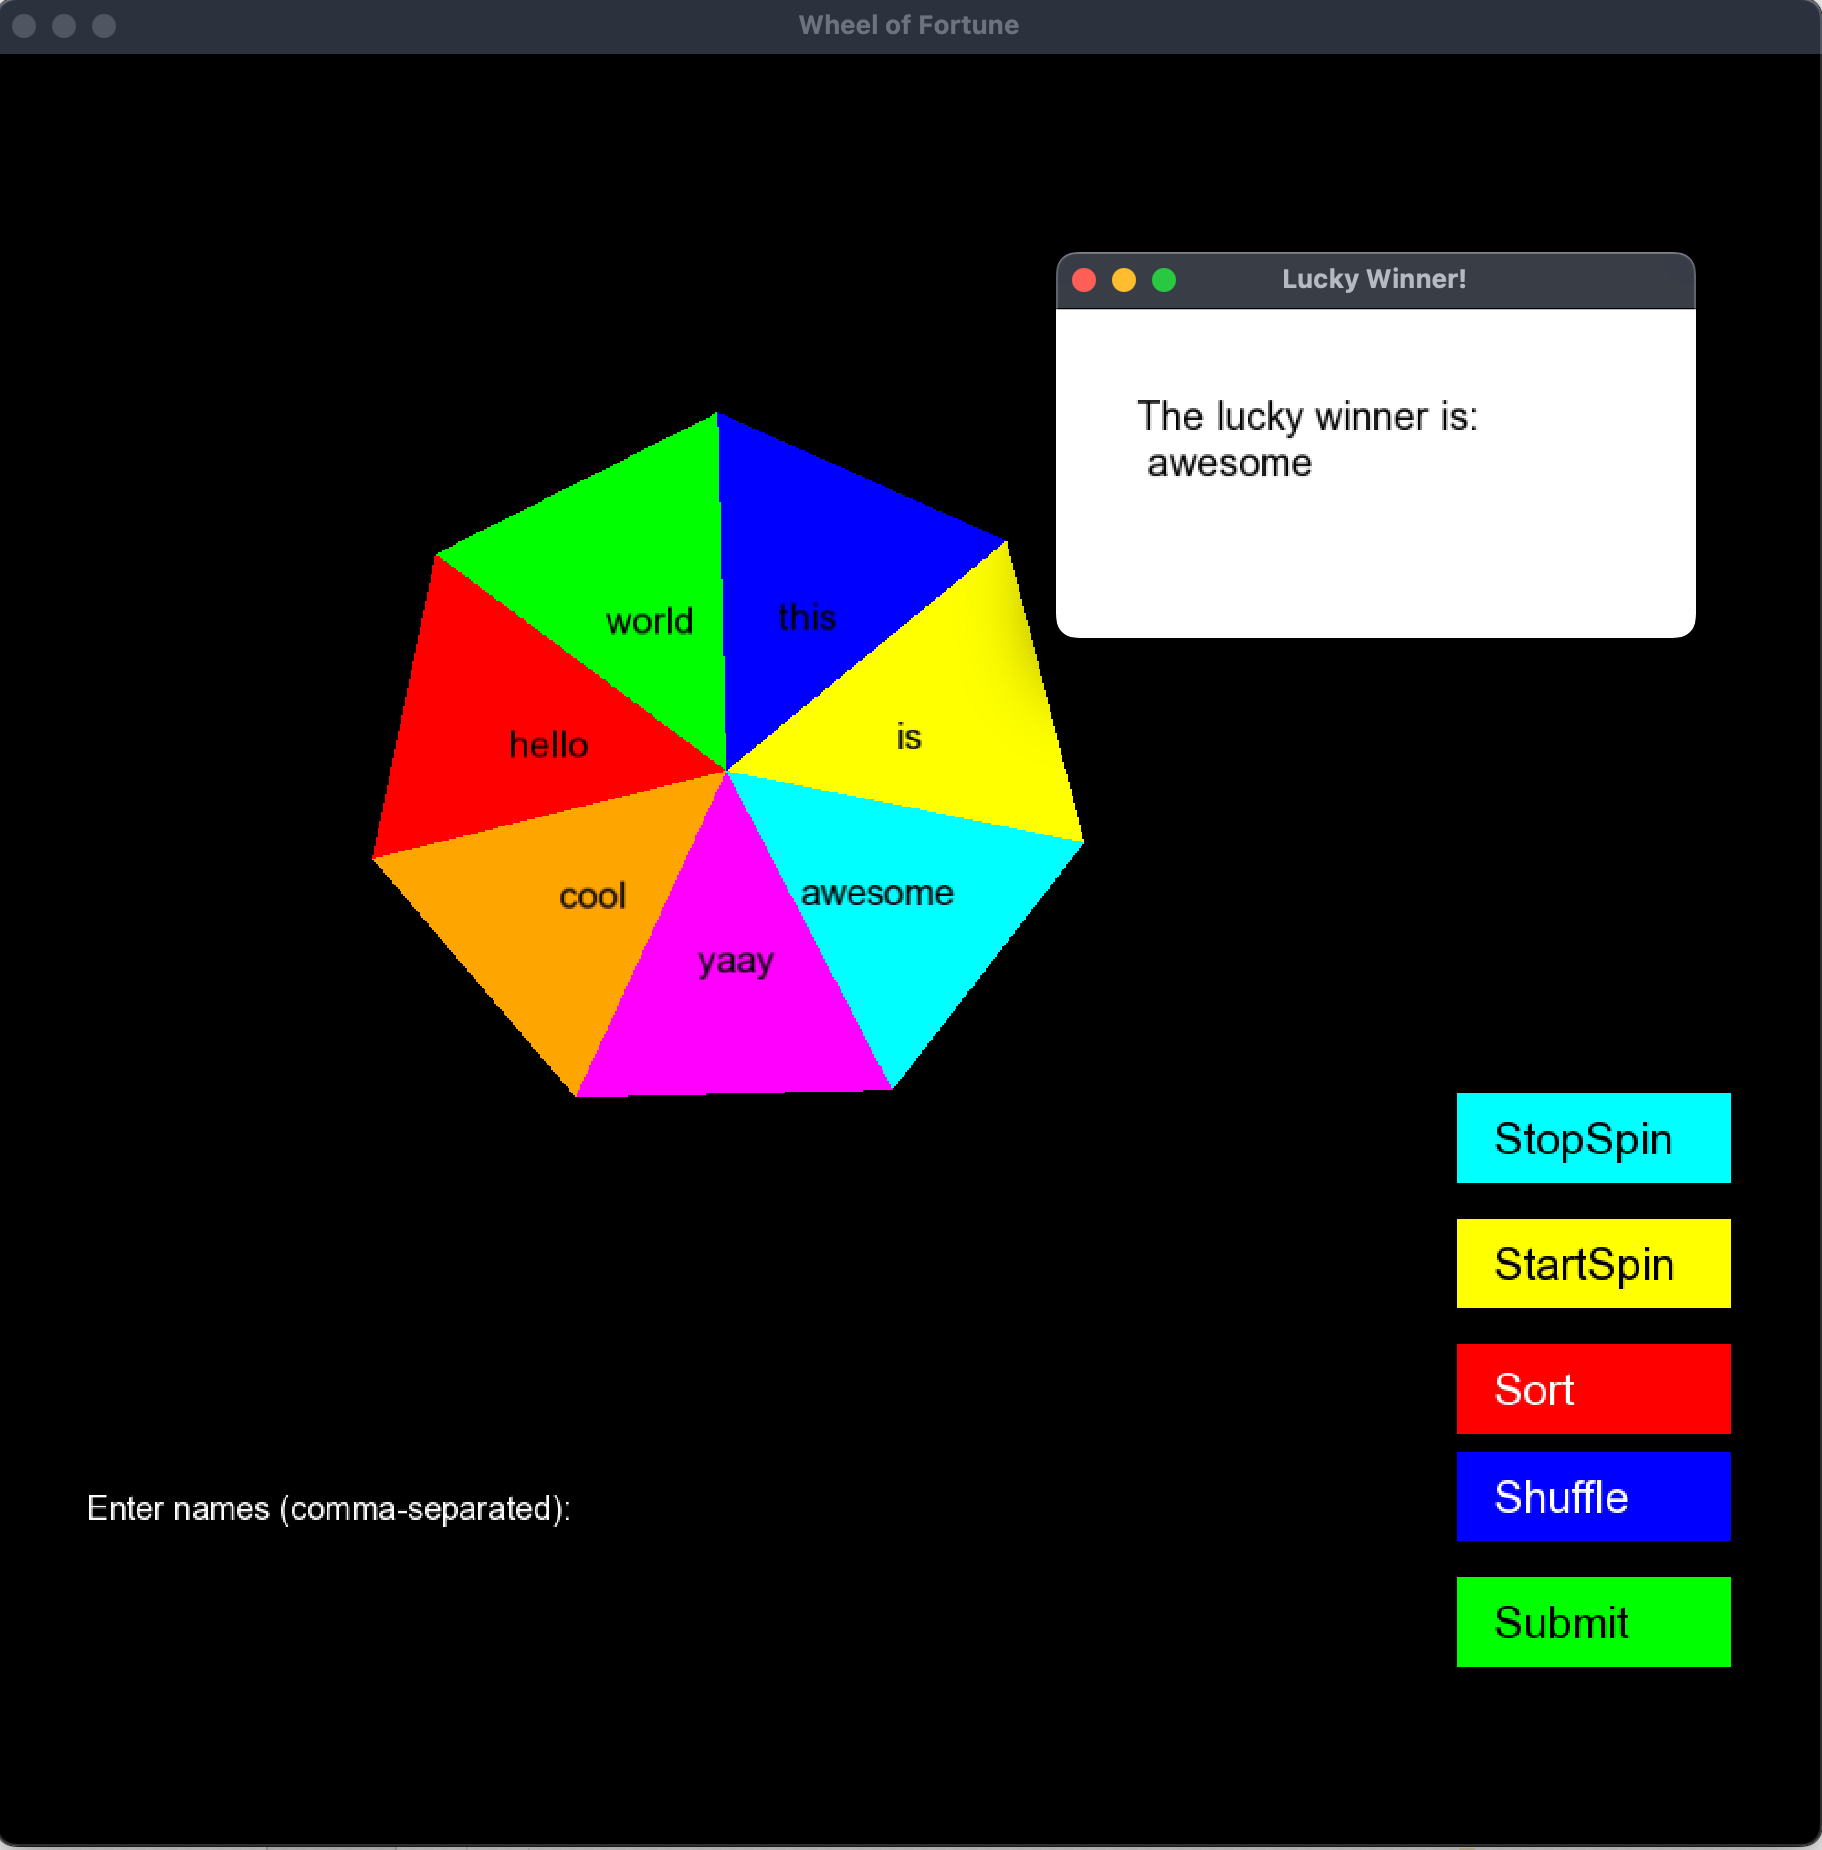 Wheel of Fortune
Lucky Winner!
The lucky winner is:
awesome
world
this
is
hello
awesome
cool
yaay
StopSpin
StartSpin
Sort
Shuffle
Submit
Enter names (comma-separated):